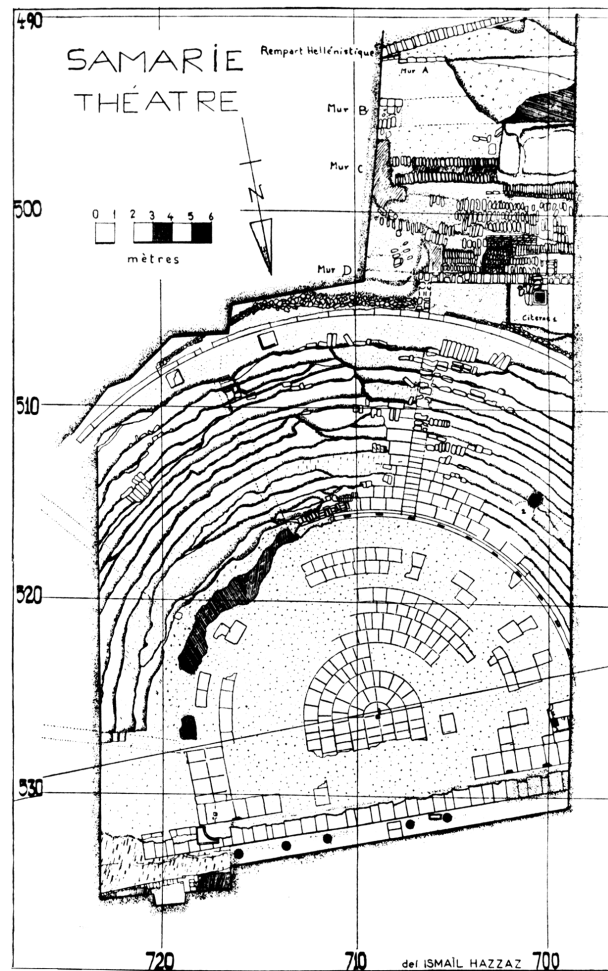 490
SAMARIE
THÉATRE
Rempart Hellénistique
Mur A
Mur B
Mur C
500
N
0 1 2 3 4 5 6
mètres
Mur D
Citernes
510
520
530
720
710
700
del ISMAÏL HAZZAZ